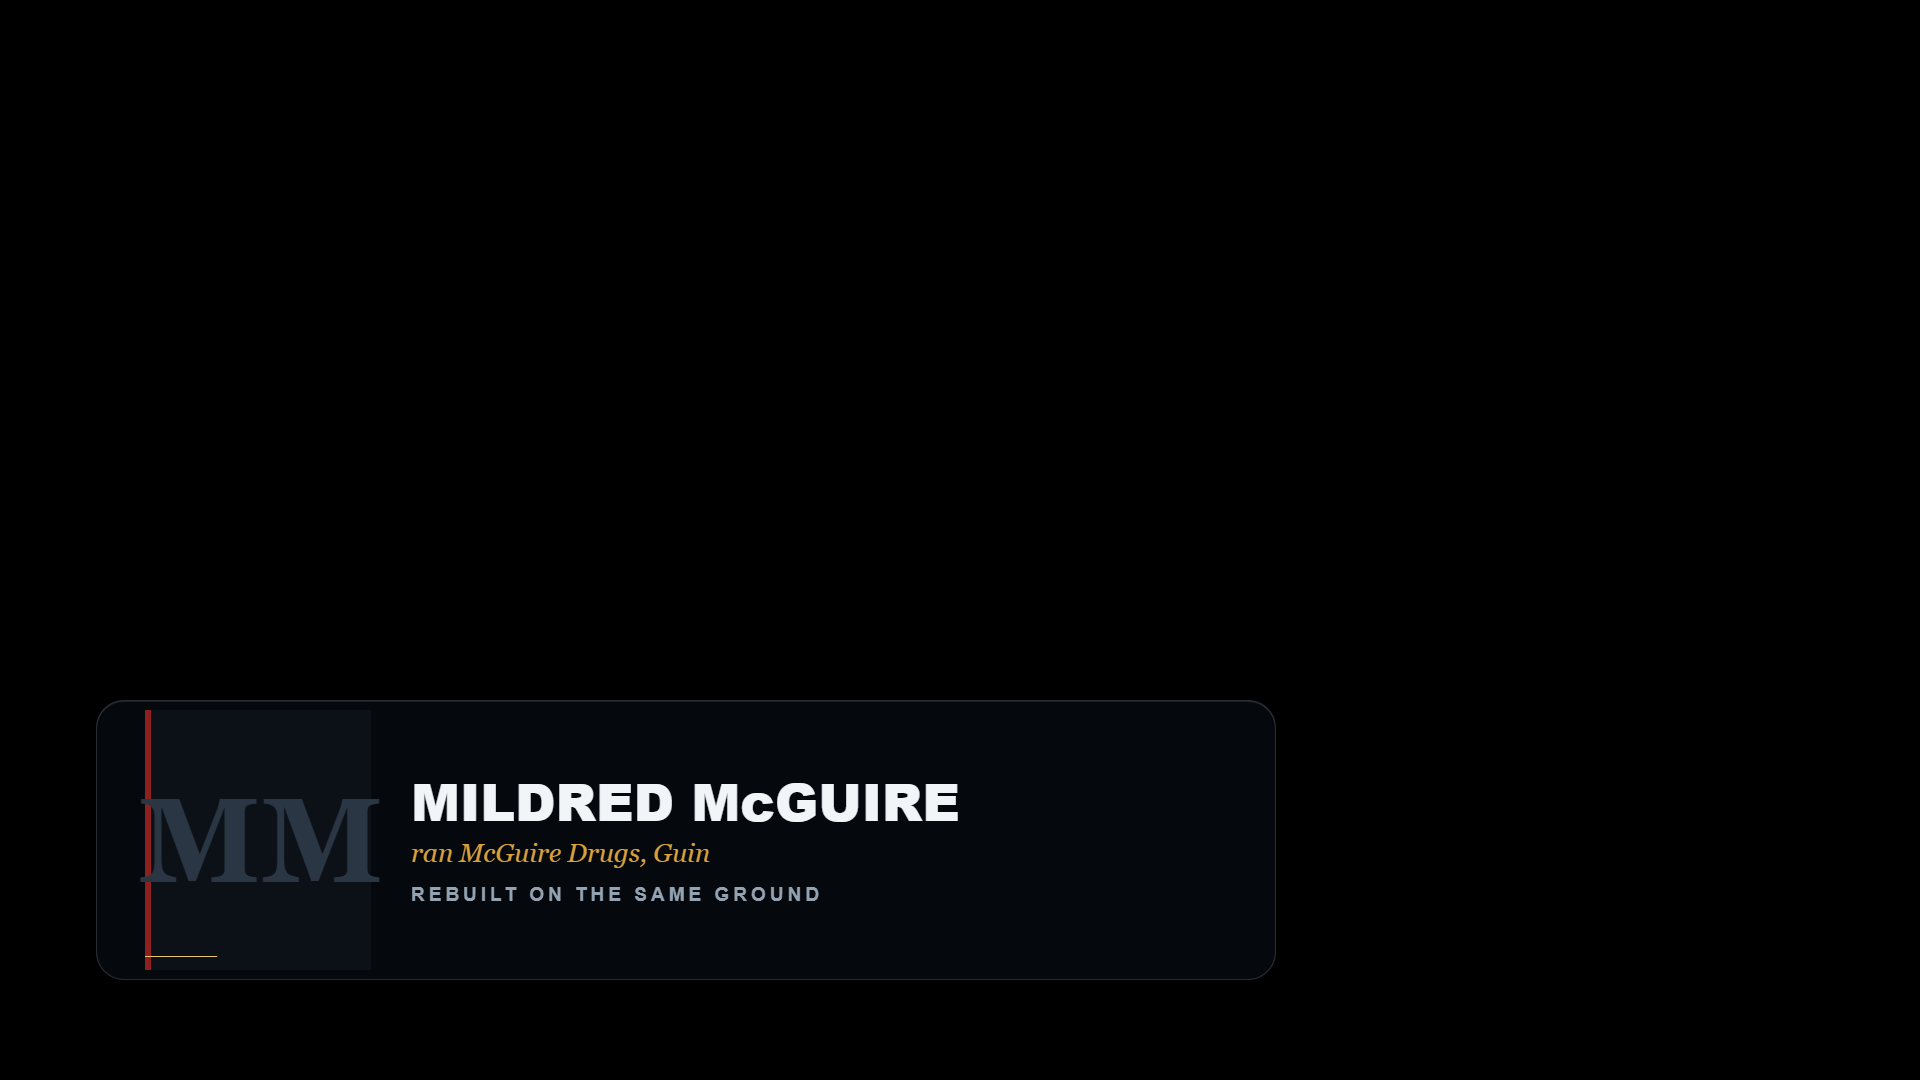 MM
MILDRED McGUIRE
ran McGuire Drugs, Guin
REBUILT ON THE SAME GROUND